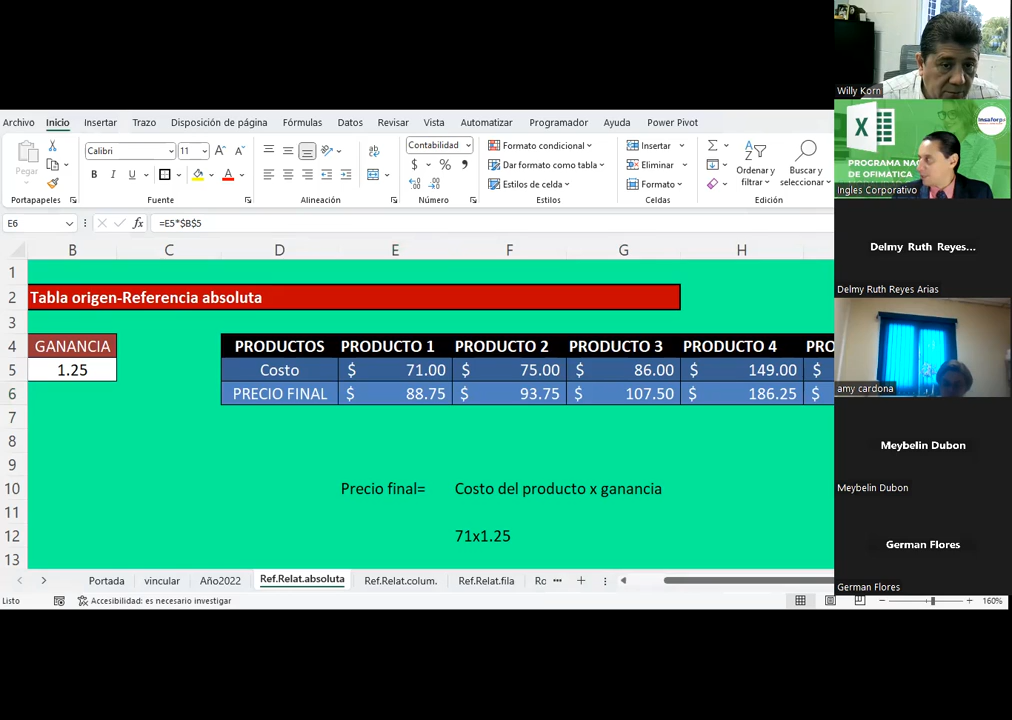 Archivo Inicio Insertar Trazo Disposición de página Fórmulas Datos Revisar Vista Automatizar Programador Ayuda Power Pivot
Pegar
Calibri 11 A^ A˅
N I S A
Contabilidad
$ % ,
Formato condicional
Dar formato como tabla
Estilos de celda
Insertar
Eliminar
Formato
Ordenar y filtrar
Buscar y seleccionar
Portapapeles Fuente Alineación Número Estilos Celdas Edición
E6 fx =E5*$B$5
B C D E F G H
1
2 Tabla origen-Referencia absoluta
3
4 GANANCIA PRODUCTOS PRODUCTO 1 PRODUCTO 2 PRODUCTO 3 PRODUCTO 4 PRO
5 1.25 Costo $ 71.00 $ 75.00 $ 86.00 $ 149.00 $
6 PRECIO FINAL $ 88.75 $ 93.75 $ 107.50 $ 186.25 $
7
8
9
10 Precio final= Costo del producto x ganancia
11
12 71x1.25
13
Portada vincular Año2022 Ref.Relat.absoluta Ref.Relat.colum. Ref.Relat.fila
Listo Accesibilidad: es necesario investigar 160%
Willy Korn
X
Insaforp
PROGRAMA NAC
DE OFIMÁTICA
Ingles Corporativo
Delmy Ruth Reyes...
Delmy Ruth Reyes Arias
amy cardona
Meybelin Dubon
Meybelin Dubon
German Flores
German Flores